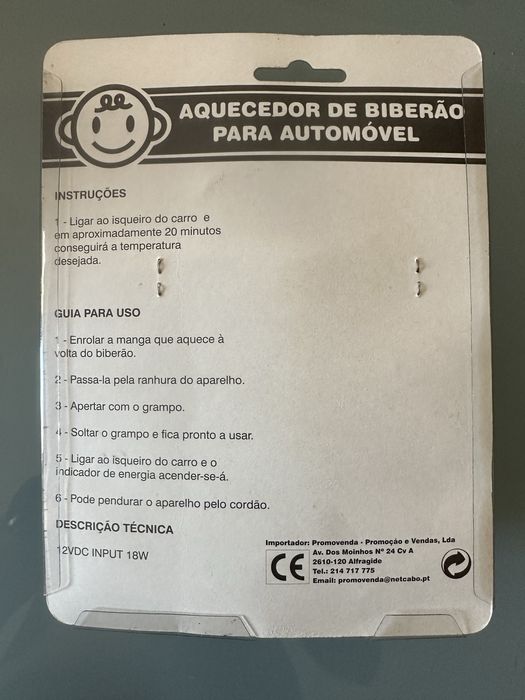 AQUECEDOR DE BIBERÃO
PARA AUTOMÓVEL
INSTRUÇÕES
1 - Ligar ao isqueiro do carro e
em aproximadamente 20 minutos
conseguirá a temperatura
desejada.
GUIA PARA USO
1 - Enrolar a manga que aquece à
volta do biberão.
2 - Passa-la pela ranhura do aparelho.
3 - Apertar com o grampo.
4 - Soltar o grampo e fica pronto a usar.
5 - Ligar ao isqueiro do carro e o
indicador de energia acender-se-á.
6 - Pode pendurar o aparelho pelo cordão.
DESCRIÇÃO TÉCNICA
12VDC INPUT 18W
Importador: Promovenda - Promoção e Vendas, Lda
Av. Dos Moinhos Nº 24 Cv A
2610-120 Alfragide
Tel.: 214 717 775
Email: promovenda@netcabo.pt
CE